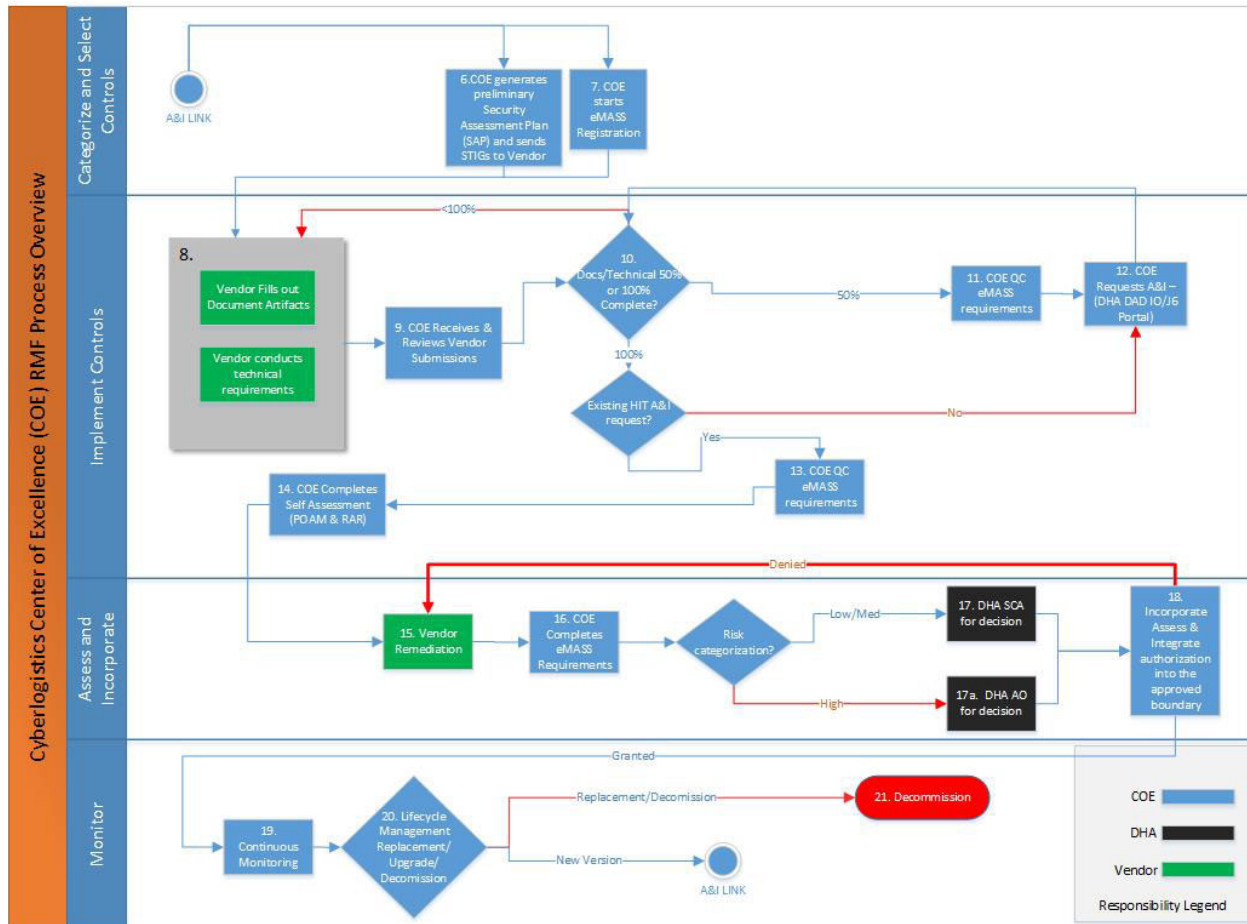 Cyberlogistics Center of Excellence (COE) RMF Process Overview
Categorize and Select
Controls
A&I LINK
6.COE generates
preliminary
Security
Assessment Plan
(SAP) and sends
STIGs to Vendor
7. COE
starts
eMASS
Registration
Implement Controls
<100%
8.
Vendor Fills out
Document Artifacts
Vendor conducts
technical
requirements
9. COE Receives &
Reviews Vendor
Submissions
10.
Docs/Technical 50%
or 100%
Complete?
50%
11. COE QC
eMASS
requirements
12. COE
Requests A&I –
(DHA DAD IO/J6
Portal)
100%
Existing HIT A&I
request?
No
Yes
13. COE QC
eMASS
requirements
14. COE Completes
Self Assessment
(POAM & RAR)
Assess and
Incorporate
Denied
15. Vendor
Remediation
16. COE
Completes
eMASS
Requirements
Risk
categorization?
Low/Med
17. DHA SCA
for decision
High
17a. DHA AO
for decision
18.
Incorporate
Assess &
Integrate
authorization
into the
approved
boundary
Monitor
Granted
19.
Continuous
Monitoring
20. Lifecycle
Management
Replacement/
Upgrade/
Decomission
Replacement/Decomission
21. Decommission
New Version
A&I LINK
COE
DHA
Vendor
Responsibility Legend